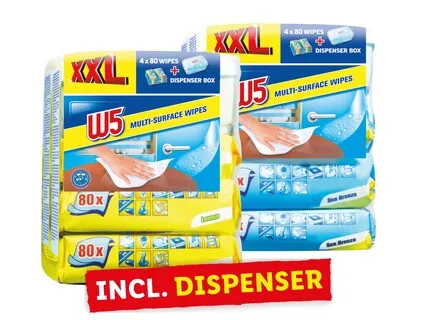 XXL
4 x 80 WIPES
+
DISPENSER BOX
W5
MULTI-SURFACE WIPES
80x
Lemon
80x
XXL
4 x 80 WIPES
+
DISPENSER BOX
W5
MULTI-SURFACE WIPES
80x
Sea Breeze
Sea Breeze
INCL. DISPENSER